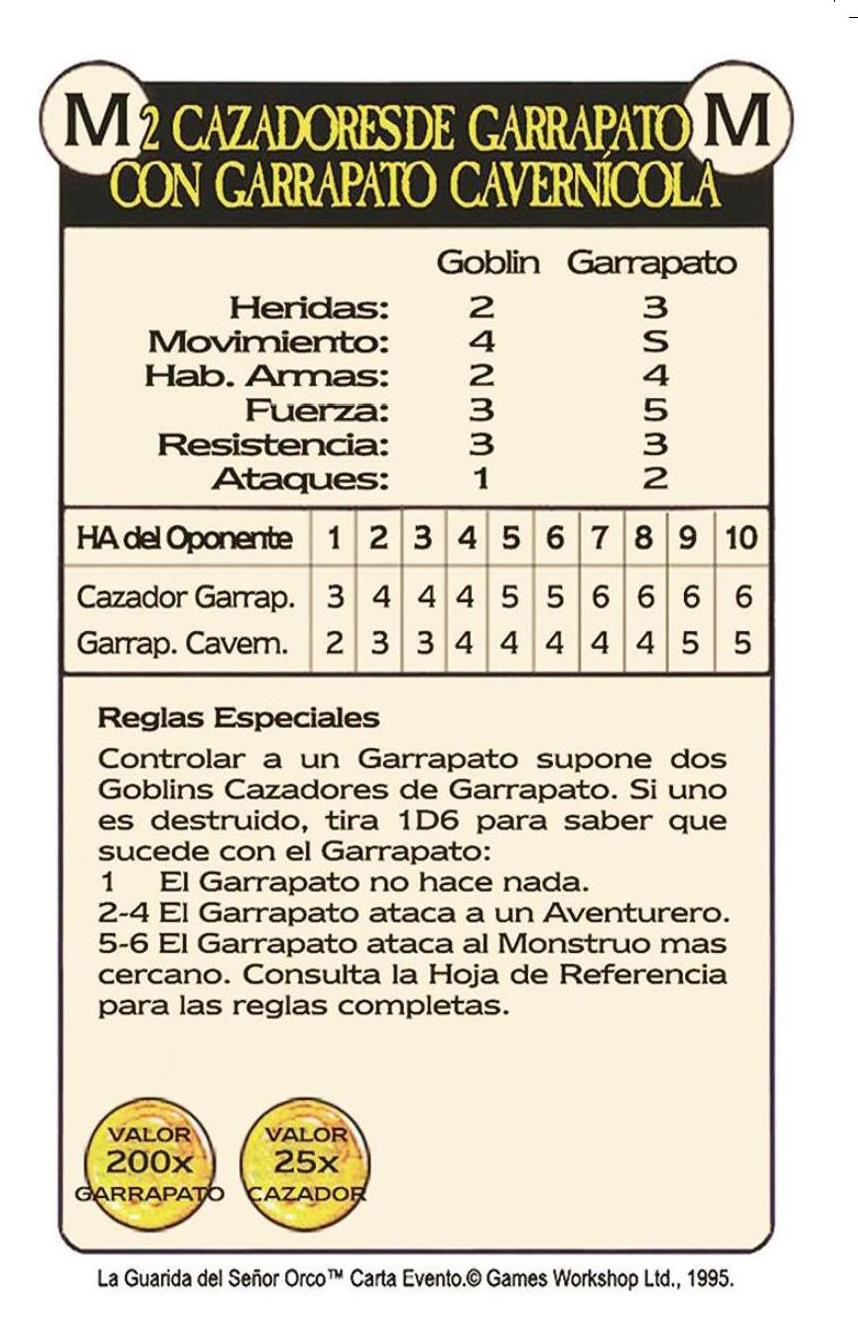 M 2 CAZADORES DE GARRAPATO M
CON GARRAPATO CAVERNÍCOLA
Goblin Garrapato
Heridas: 2 3
Movimiento: 4 S
Hab. Armas: 2 4
Fuerza: 3 5
Resistencia: 3 3
Ataques: 1 2
HA del Oponente 1 2 3 4 5 6 7 8 9 10
Cazador Garrap. 3 4 4 4 5 5 6 6 6 6
Garrap. Cavern. 2 3 3 4 4 4 4 4 5 5
Reglas Especiales
Controlar a un Garrapato supone dos
Goblins Cazadores de Garrapato. Si uno
es destruido, tira 1D6 para saber que
sucede con el Garrapato:
1 El Garrapato no hace nada.
2-4 El Garrapato ataca a un Aventurero.
5-6 El Garrapato ataca al Monstruo mas
cercano. Consulta la Hoja de Referencia
para las reglas completas.
VALOR
200x
GARRAPATO
VALOR
25x
CAZADOR
La Guarida del Señor Orco™ Carta Evento.© Games Workshop Ltd., 1995.